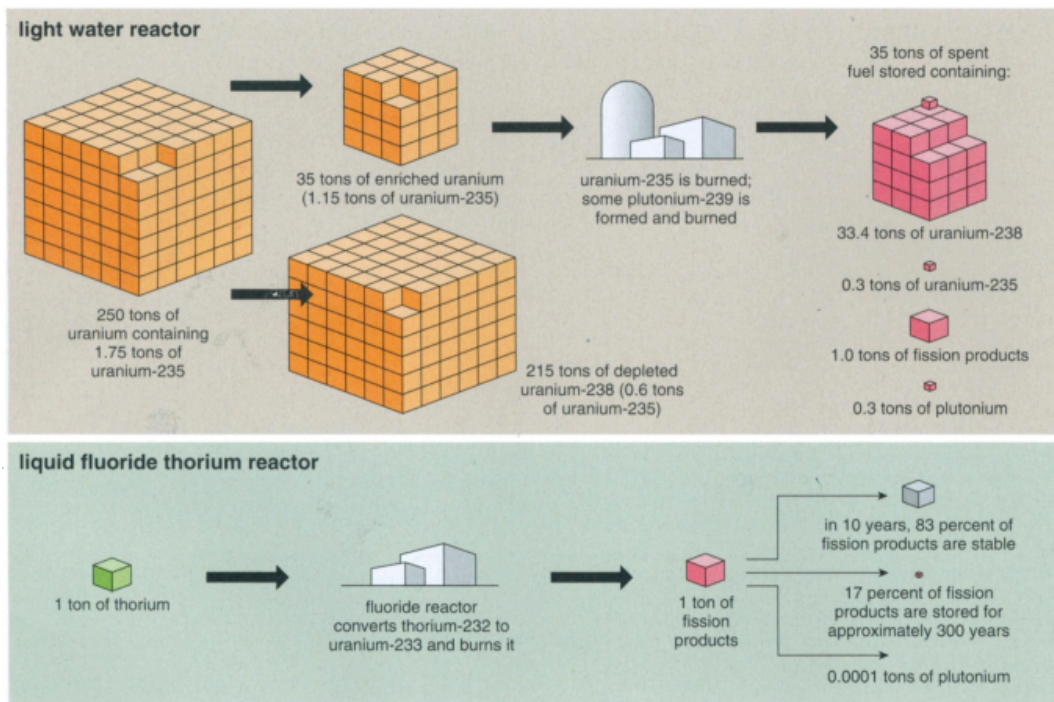 light water reactor
250 tons of
uranium containing
1.75 tons of
uranium-235
35 tons of enriched uranium
(1.15 tons of uranium-235)
215 tons of depleted
uranium-238 (0.6 tons
of uranium-235)
uranium-235 is burned;
some plutonium-239 is
formed and burned
35 tons of spent
fuel stored containing:
33.4 tons of uranium-238
0.3 tons of uranium-235
1.0 tons of fission products
0.3 tons of plutonium
liquid fluoride thorium reactor
1 ton of thorium
fluoride reactor
converts thorium-232 to
uranium-233 and burns it
1 ton of
fission
products
in 10 years, 83 percent of
fission products are stable
17 percent of fission
products are stored for
approximately 300 years
0.0001 tons of plutonium